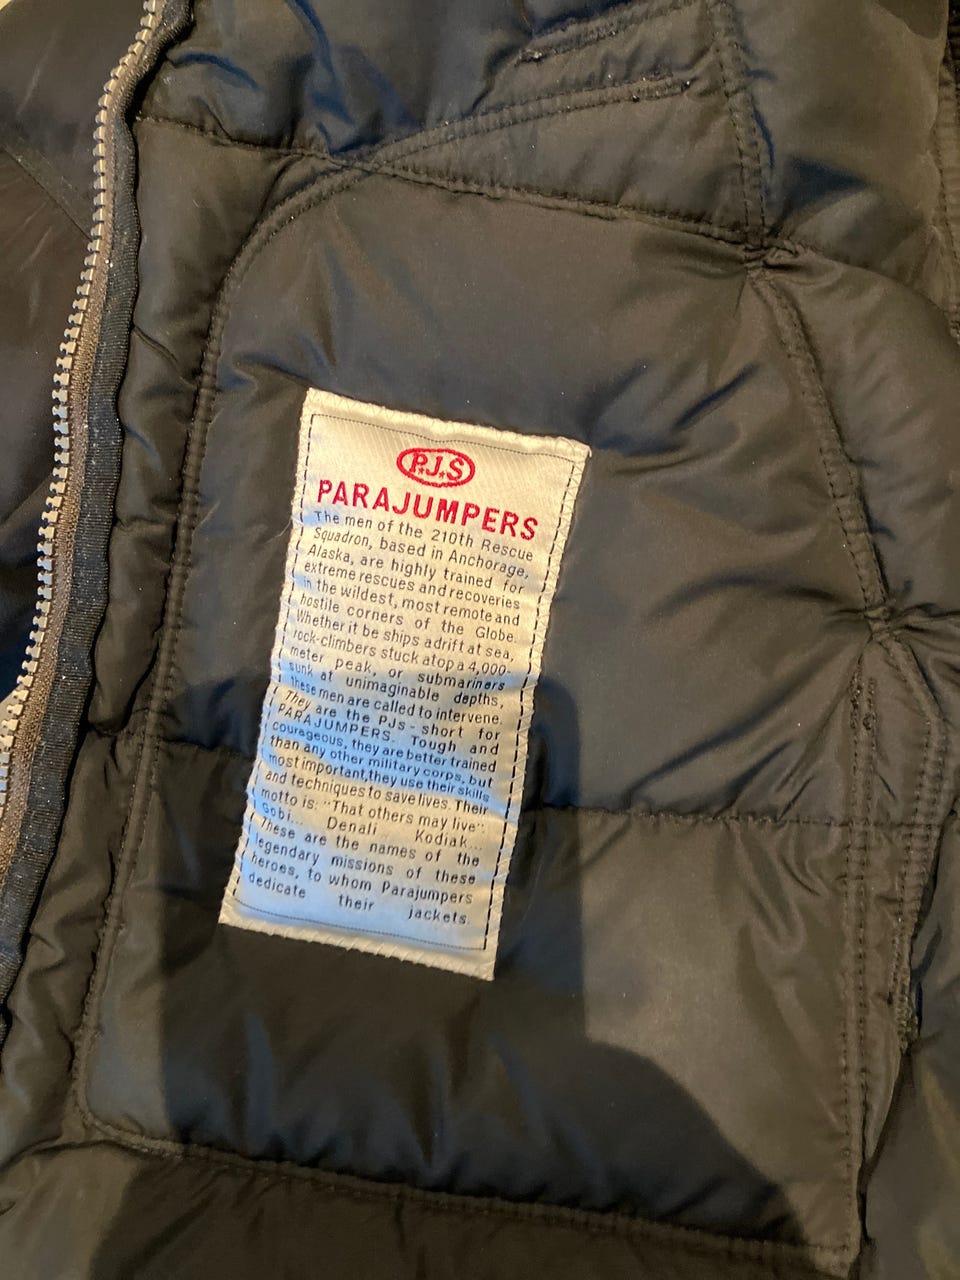 P.J.S
PARAJUMPERS
The men of the 210th Rescue
Squadron, based in Anchorage,
Alaska, are highly trained for
extreme rescues and recoveries
in the wildest, most remote and
hostile corners of the Globe.
Whether it be ships adrift at sea,
rock-climbers stuck atop a 4,000-
meter peak, or submariners
sunk at unimaginable depths,
these men are called to intervene.
They are the PJs - short for
PARAJUMPERS. Tough and
courageous, they are better trained
than any other military corps, but
most important,they use their skills
and techniques to save lives. Their
motto is: "That others may live".
Gobi... Denali Kodiak...
These are the names of the
legendary missions of these
heroes, to whom Parajumpers
dedicate their jackets.